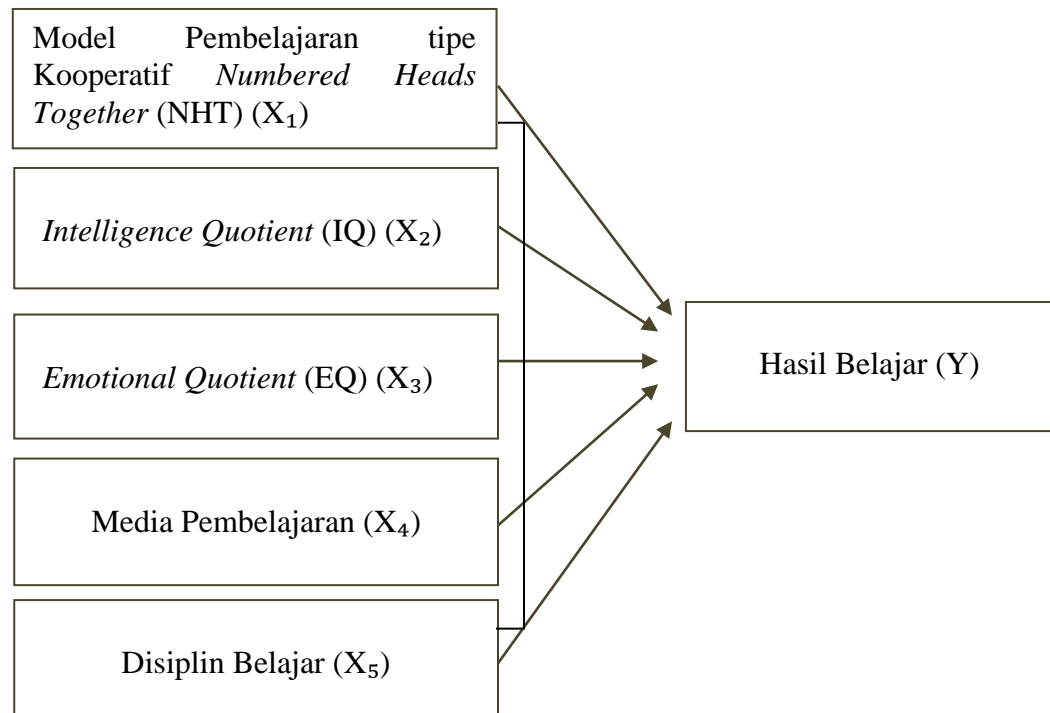 Model Pembelajaran tipe
Kooperatif Numbered Heads
Together (NHT) (X₁)
Intelligence Quotient (IQ) (X₂)
Emotional Quotient (EQ) (X₃)
Hasil Belajar (Y)
Media Pembelajaran (X₄)
Disiplin Belajar (X₅)